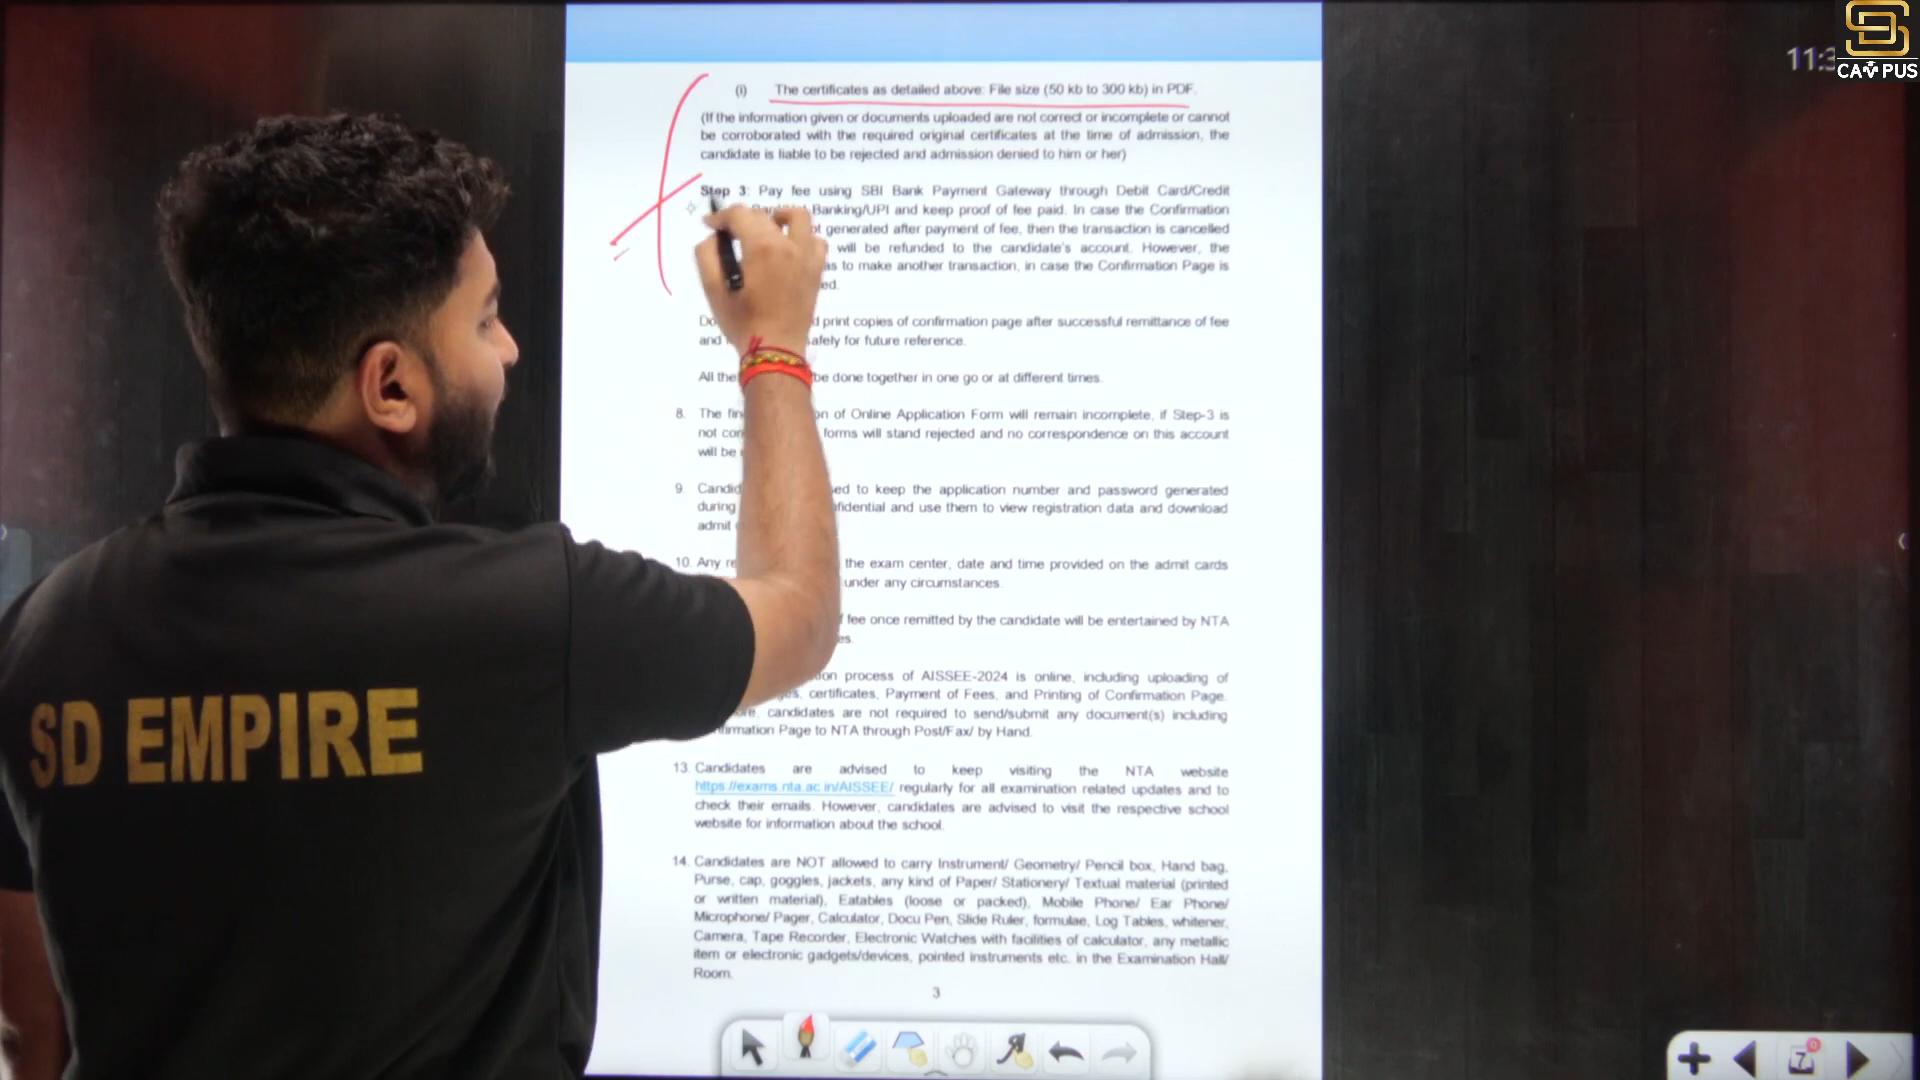 CAMPUS
11:3
(i) The certificates as detailed above: File size (50 kb to 300 kb) in PDF.
(If the information given or documents uploaded are not correct or incomplete or cannot
be corroborated with the required original certificates at the time of admission, the
candidate is liable to be rejected and admission denied to him or her)
Step 3: Pay fee using SBI Bank Payment Gateway through Debit Card/Credit
Banking/UPI and keep proof of fee paid. In case the Confirmation
generated after payment of fee, then the transaction is cancelled
will be refunded to the candidate's account. However, the
to make another transaction, in case the Confirmation Page is
print copies of confirmation page after successful remittance of fee
and for future reference.
All be done together in one go or at different times.
8. The of Online Application Form will remain incomplete, if Step-3 is
not forms will stand rejected and no correspondence on this account
will be
9. to keep the application number and password generated
during and use them to view registration data and download
admit
10. Any the exam center, date and time provided on the admit cards
under any circumstances.
fee once remitted by the candidate will be entertained by NTA
process of AISSEE-2024 is online, including uploading of
certificates, Payment of Fees, and Printing of Confirmation Page.
candidates are not required to send/submit any document(s) including
Page to NTA through Post/Fax/ by Hand.
13. Candidates are advised to keep visiting the NTA website
https://exams.nta.ac.in/AISSEE/ regularly for all examination related updates and to
check their emails. However, candidates are advised to visit the respective school
website for information about the school.
14. Candidates are NOT allowed to carry Instrument/ Geometry/ Pencil box, Hand bag,
Purse, cap, goggles, jackets, any kind of Paper/ Stationery/ Textual material (printed
or written material), Eatables (loose or packed), Mobile Phone/ Ear Phone/
Microphone/ Pager, Calculator, Docu Pen, Slide Ruler, formulae, Log Tables, whitener,
Camera, Tape Recorder, Electronic Watches with facilities of calculator, any metallic
item or electronic gadgets/devices, pointed instruments etc. in the Examination Hall/
Room.
3
SD EMPIRE
7
0